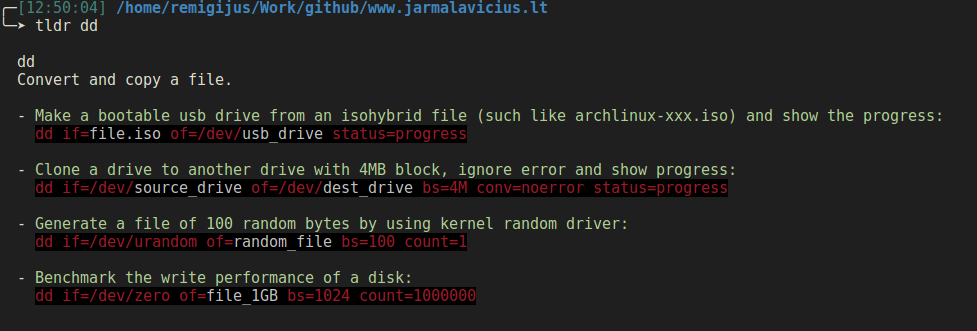 [12:50:04] /home/remigijus/Work/github/www.jarmalavicius.lt
tldr dd
dd
Convert and copy a file.
- Make a bootable usb drive from an isohybrid file (such like archlinux-xxx.iso) and show the progress:
dd if=file.iso of=/dev/usb_drive status=progress
- Clone a drive to another drive with 4MB block, ignore error and show progress:
dd if=/dev/source_drive of=/dev/dest_drive bs=4M conv=noerror status=progress
- Generate a file of 100 random bytes by using kernel random driver:
dd if=/dev/urandom of=random_file bs=100 count=1
- Benchmark the write performance of a disk:
dd if=/dev/zero of=file_1GB bs=1024 count=1000000